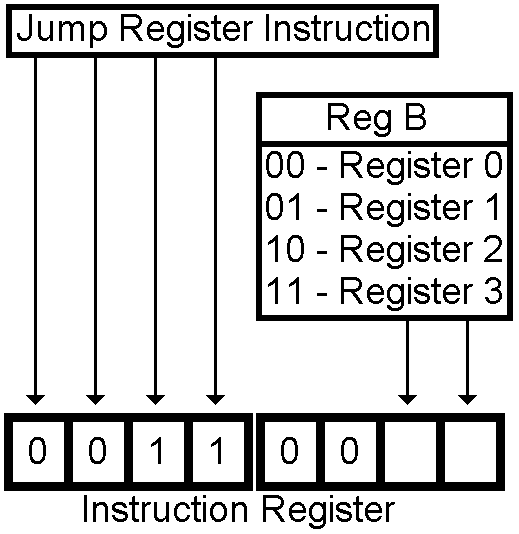 Jump Register Instruction
Reg B
00 - Register 0
01 - Register 1
10 - Register 2
11 - Register 3
0 0 1 1 0 0
Instruction Register